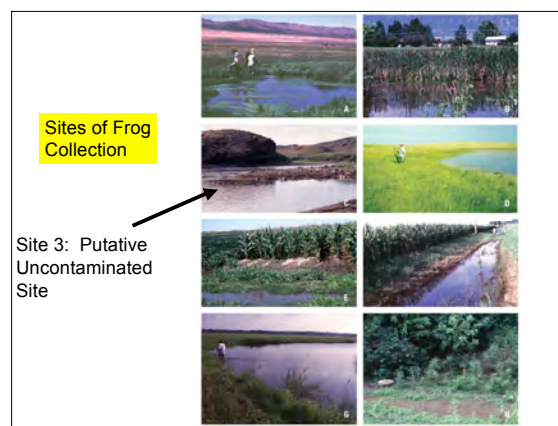 Sites of Frog
Collection
Site 3: Putative
Uncontaminated
Site
A
B
C
D
E
G
H